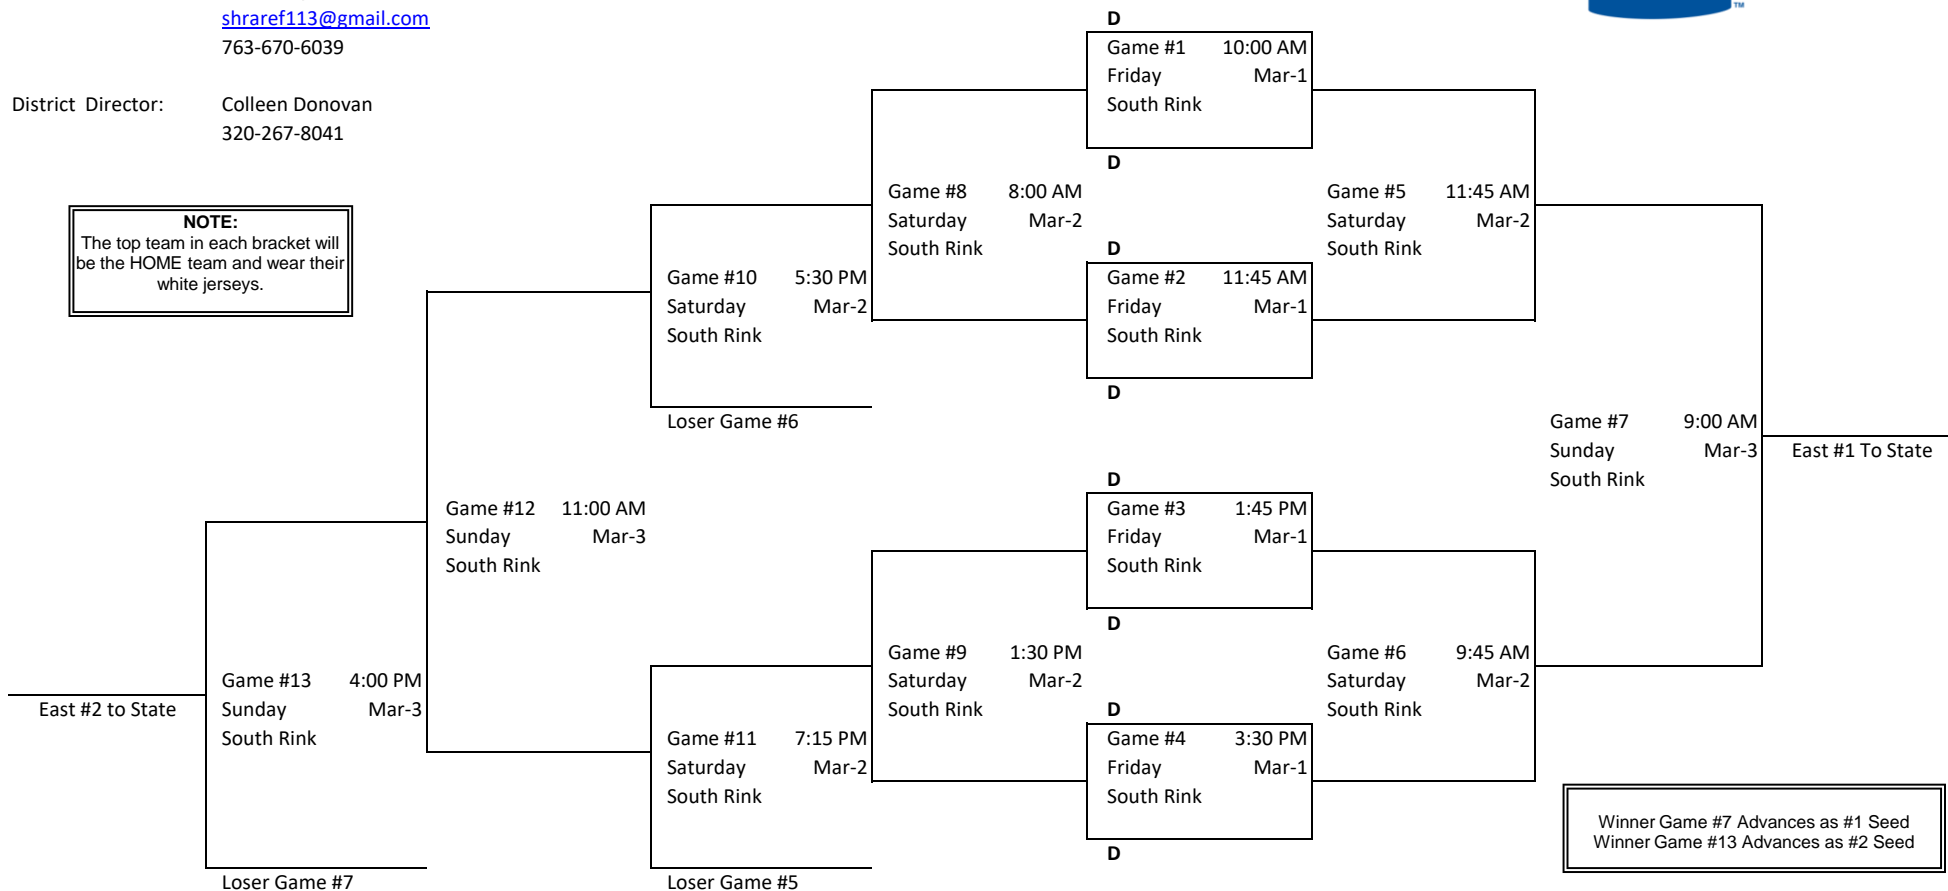 shraref113@gmail.com
763-670-6039
District Director: Colleen Donovan
320-267-8041
NOTE:
The top team in each bracket will
be the HOME team and wear their
white jerseys.
TM
D
Game #1 10:00 AM
Friday Mar-1
South Rink
D
Game #8 8:00 AM
Saturday Mar-2
South Rink
Game #5 11:45 AM
Saturday Mar-2
South Rink
D
Game #2 11:45 AM
Friday Mar-1
South Rink
D
Game #10 5:30 PM
Saturday Mar-2
South Rink
Loser Game #6
Game #7 9:00 AM
Sunday Mar-3
South Rink
East #1 To State
D
Game #3 1:45 PM
Friday Mar-1
South Rink
D
Game #12 11:00 AM
Sunday Mar-3
South Rink
Game #9 1:30 PM
Saturday Mar-2
South Rink
Game #6 9:45 AM
Saturday Mar-2
South Rink
D
Game #4 3:30 PM
Friday Mar-1
South Rink
D
Game #13 4:00 PM
Sunday Mar-3
South Rink
East #2 to State
Game #11 7:15 PM
Saturday Mar-2
South Rink
Loser Game #7
Loser Game #5
Winner Game #7 Advances as #1 Seed
Winner Game #13 Advances as #2 Seed